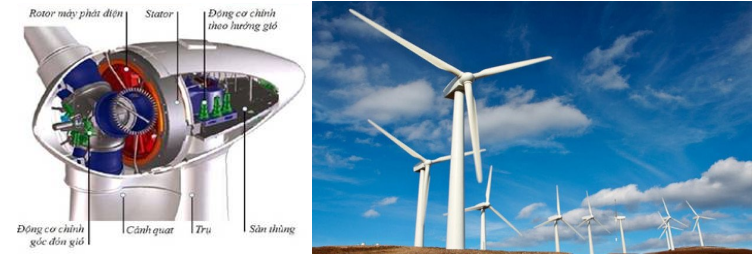 Rotor máy phát điện
Stator
Động cơ chỉnh
theo hướng gió
Động cơ chỉnh
góc đón gió
Cánh quạt
Trụ
Sàn thùng